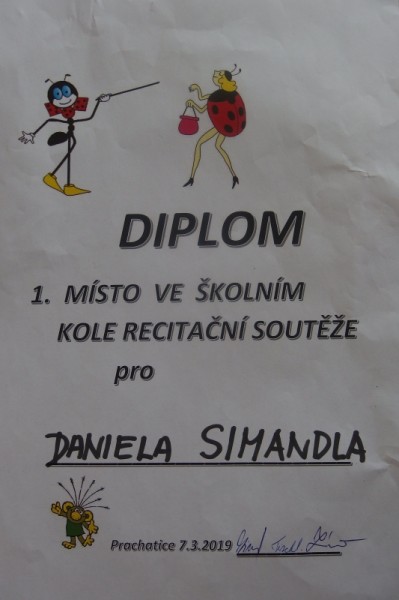 DIPLOM
1. MÍSTO VE ŠKOLNÍM
KOLE RECITAČNÍ SOUTĚŽE
pro
DANIELA SIMANDLA
Prachatice 7.3.2019